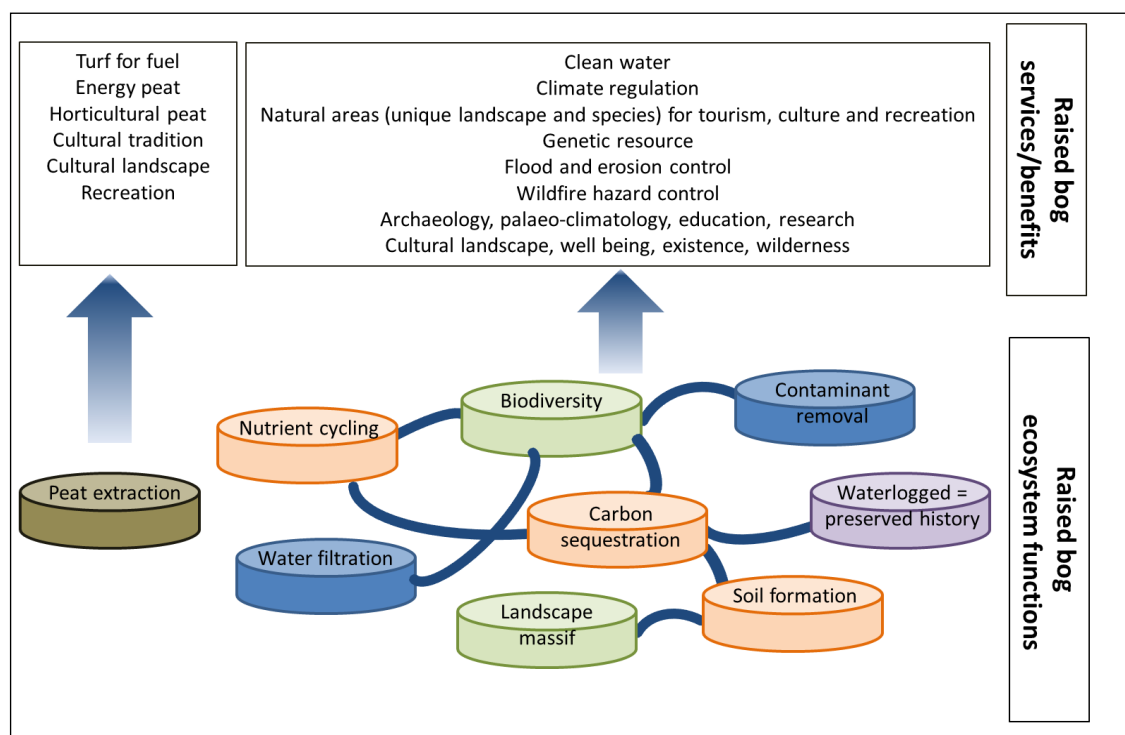 Turf for fuel
Energy peat
Horticultural peat
Cultural tradition
Cultural landscape
Recreation
Clean water
Climate regulation
Natural areas (unique landscape and species) for tourism, culture and recreation
Genetic resource
Flood and erosion control
Wildfire hazard control
Archaeology, palaeo-climatology, education, research
Cultural landscape, well being, existence, wilderness
Raised bog
services/benefits
Biodiversity
Contaminant
removal
Nutrient cycling
Peat extraction
Carbon
sequestration
Waterlogged =
preserved history
Water filtration
Soil formation
Landscape
massif
Raised bog
ecosystem functions